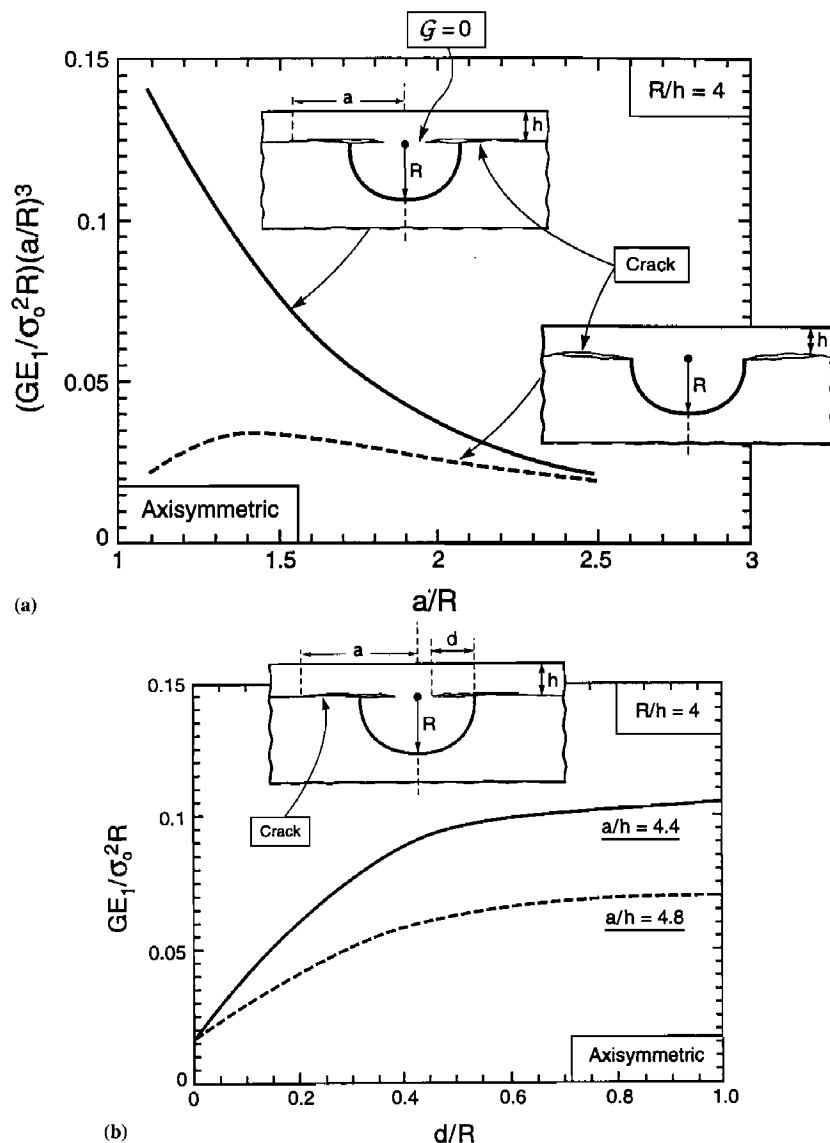 𝒢 = 0
0.15
R/h = 4
a
h
R
0.1
Crack
h
R
0.05
(GE₁/σₒ²R)(a/R)³
Axisymmetric
0
1
1.5
2
2.5
3
(a)
a/R
d
a
h
0.15
R/h = 4
R
Crack
0.1
a/h = 4.4
a/h = 4.8
0.05
GE₁/σₒ²R
Axisymmetric
0
0
0.2
0.4
0.6
0.8
1.0
(b)
d/R